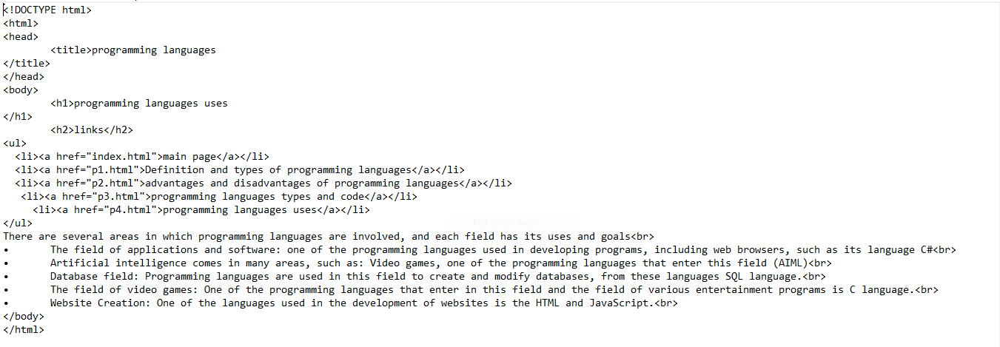 <!DOCTYPE html>
<html>
<head>
        <title>programming languages
</title>
</head>
<body>
        <h1>programming languages uses
</h1>
        <h2>links</h2>
<ul>
  <li><a href="index.html">main page</a></li>
  <li><a href="p1.html">Definition and types of programming languages</a></li>
  <li><a href="p2.html">advantages and disadvantages of programming languages</a></li>
   <li><a href="p3.html">programming languages types and code</a></li>
     <li><a href="p4.html">programming languages uses</a></li>
Full-screen Snip
</ul>
There are several areas in which programming languages are involved, and each field has its uses and goals<br>
•       The field of applications and software: one of the programming languages used in developing programs, including web browsers, such as its language C#<br>
•       Artificial intelligence comes in many areas, such as: Video games, one of the programming languages that enter this field (AIML)<br>
•       Database field: Programming languages are used in this field to create and modify databases, from these languages SQL language.<br>
•       The field of video games: One of the programming languages that enter in this field and the field of various entertainment programs is C language.<br>
•       Website Creation: One of the languages used in the development of websites is the HTML and JavaScript.<br>
</body>
</html>